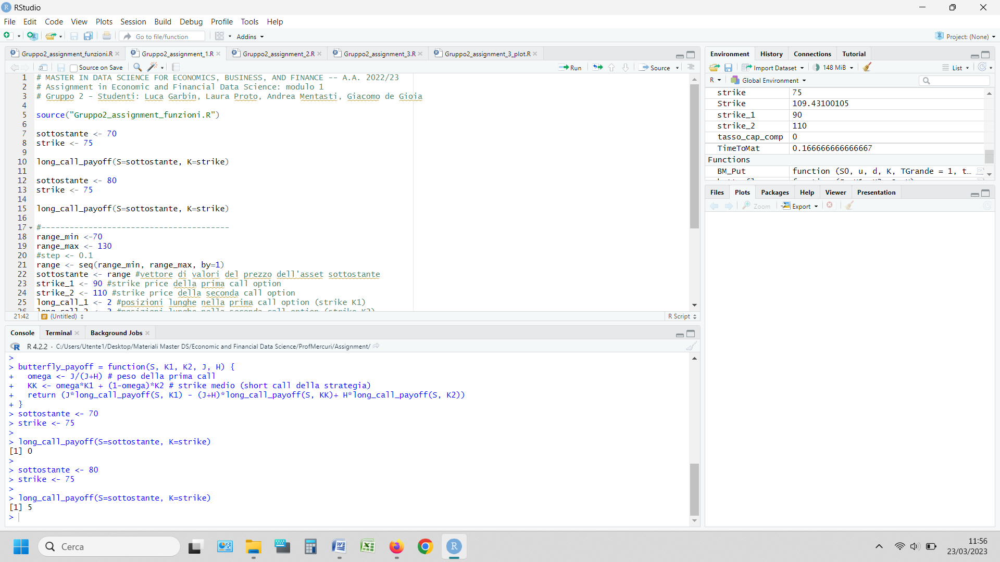 RStudio
File Edit Code View Plots Session Build Debug Profile Tools Help
Go to file/function Addins Project: (None)
Gruppo2_assignment_funzioni.R Gruppo2_assignment_1.R Gruppo2_assignment_2.R Gruppo2_assignment_3.R Gruppo2_assignment_3_plot.R
Source on Save Run Source
1 # MASTER IN DATA SCIENCE FOR ECONOMICS, BUSINESS, AND FINANCE -- A.A. 2022/23
2 # Assignment in Economic and Financial Data Science: modulo 1
3 # Gruppo 2 - Studenti: Luca Garbin, Laura Proto, Andrea Mentasti, Giacomo de Gioia
4
5 source("Gruppo2_assignment_funzioni.R")
6
7 sottostante <- 70
8 strike <- 75
9
10 long_call_payoff(S=sottostante, K=strike)
11
12 sottostante <- 80
13 strike <- 75
14
15 long_call_payoff(S=sottostante, K=strike)
16
17 #----------------------------------------
18 range_min <-70
19 range_max <- 130
20 #step <- 0.1
21 range <- seq(range_min, range_max, by=1)
22 sottostante <- range #vettore di valori del prezzo dell'asset sottostante
23 strike_1 <- 90 #strike price della prima call option
24 strike_2 <- 110 #strike price della seconda call option
25 long_call_1 <- 2 #posizioni lunghe nella prima call option (strike K1)
21:42 (Untitled) R Script
Console Terminal Background Jobs
R 4.2.2 · C:/Users/Utente1/Desktop/Materiali Master DS/Economic and Financial Data Science/ProfMercuri/Assignment/
>
> butterfly_payoff = function(S, K1, K2, J, H) {
+   omega <- J/(J+H) # peso della prima call
+   KK <- omega*K1 + (1-omega)*K2 # strike medio (short call della strategia)
+   return (J*long_call_payoff(S, K1) - (J+H)*long_call_payoff(S, KK)+ H*long_call_payoff(S, K2))
+ }
> sottostante <- 70
> strike <- 75
>
> long_call_payoff(S=sottostante, K=strike)
[1] 0
>
> sottostante <- 80
> strike <- 75
>
> long_call_payoff(S=sottostante, K=strike)
[1] 5
>
Environment History Connections Tutorial
Import Dataset 148 MiB List
R Global Environment
strike 75
Strike 109.43100105
strike_1 90
strike_2 110
tasso_cap_comp 0
TimeToMat 0.166666666666667
Functions
BM_Put function (S0, u, d, K, TGrande = 1, t…
Files Plots Packages Help Viewer Presentation
Zoom Export
Cerca
11:56
23/03/2023